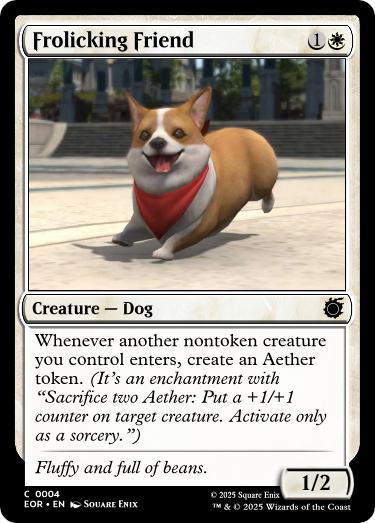 Frolicking Friend 1
Creature — Dog
Whenever another nontoken creature
you control enters, create an Aether
token. (It's an enchantment with
“Sacrifice two Aether: Put a +1/+1
counter on target creature. Activate only
as a sorcery.”)
Fluffy and full of beans.
1/2
C 0004
EOR • EN Square Enix
© 2025 Square Enix
™ & © 2025 Wizards of the Coast